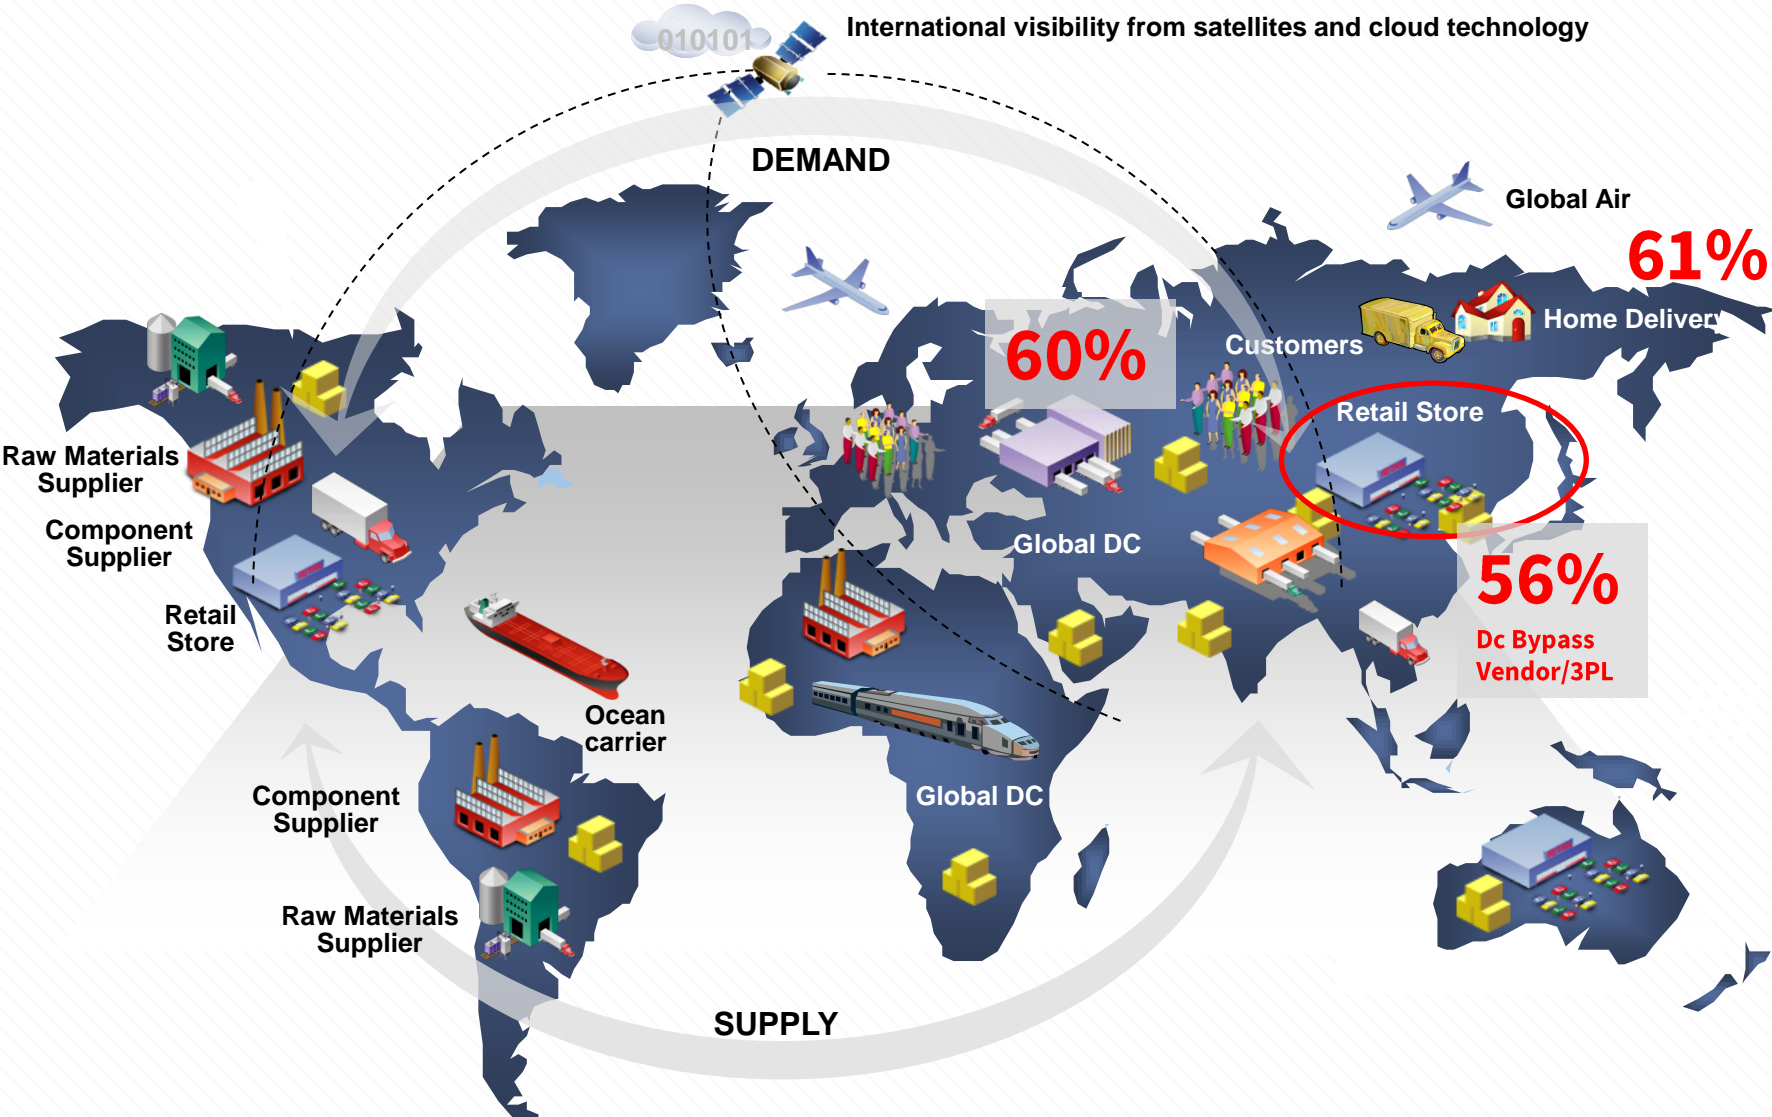 International visibility from satellites and cloud technology
010101
DEMAND
Global Air
61%
Home Delivery
60%
Customers
Retail Store
Raw Materials
Supplier
Component
Supplier
Global DC
56%
Dc Bypass
Vendor/3PL
Retail
Store
Ocean
carrier
Component
Supplier
Global DC
Raw Materials
Supplier
SUPPLY